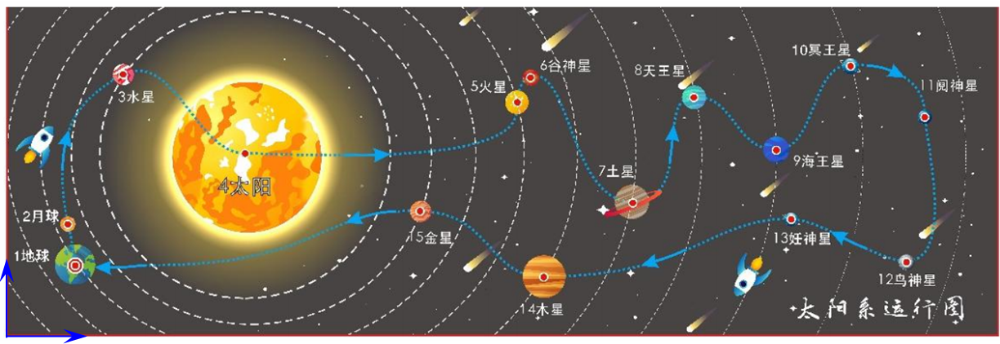 1地球
2月球
3水星
4太阳
5火星
6谷神星
7土星
8天王星
9海王星
10冥王星
11阋神星
12鸟神星
13妊神星
14木星
15金星
太阳系运行图